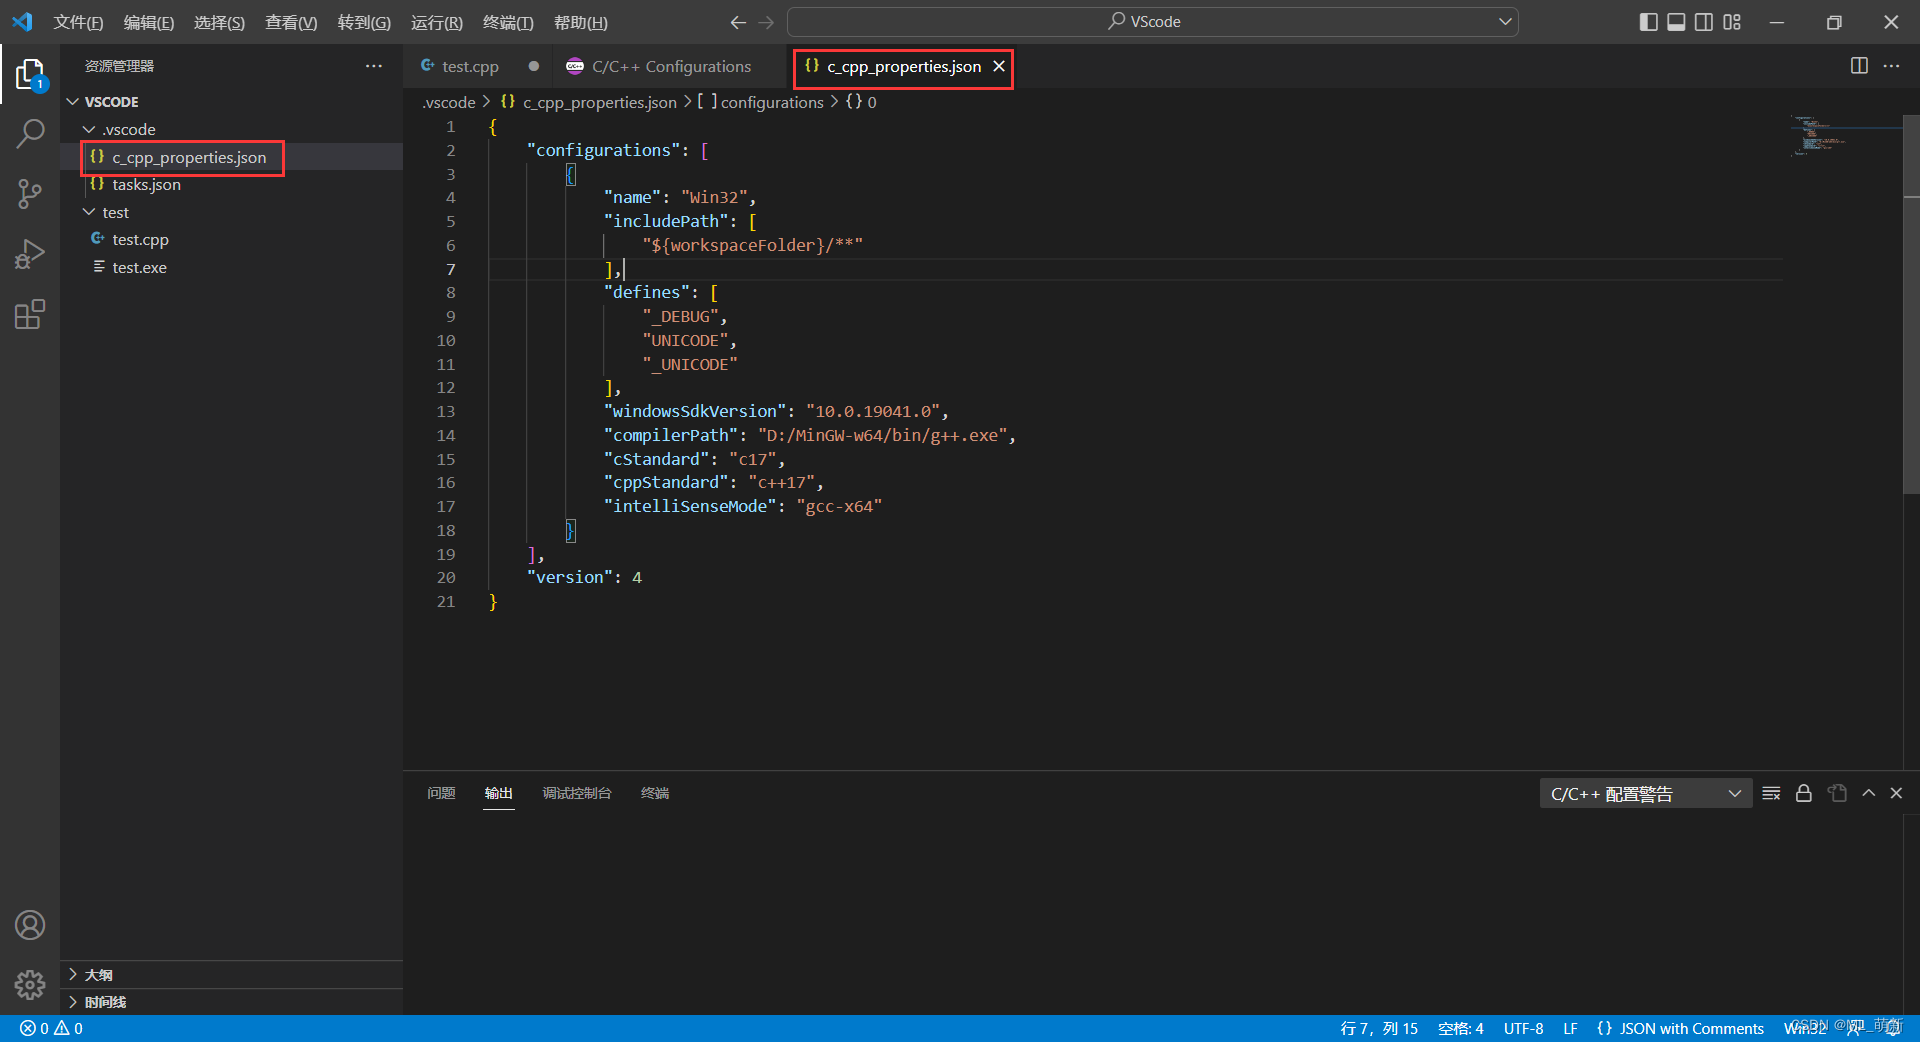 文件(F) 编辑(E) 选择(S) 查看(V) 转到(G) 运行(R) 终端(T) 帮助(H) VScode
1
资源管理器
VSCODE
.vscode
{} c_cpp_properties.json
{} tasks.json
test
test.cpp
test.exe
大纲
时间线
test.cpp C/C++ Configurations {} c_cpp_properties.json
.vscode > {} c_cpp_properties.json > [ ] configurations > {} 0
1 {
2 "configurations": [
3 {
4 "name": "Win32",
5 "includePath": [
6 "${workspaceFolder}/**"
7 ],
8 "defines": [
9 "_DEBUG",
10 "UNICODE",
11 "_UNICODE"
12 ],
13 "windowsSdkVersion": "10.0.19041.0",
14 "compilerPath": "D:/MinGW-w64/bin/g++.exe",
15 "cStandard": "c17",
16 "cppStandard": "c++17",
17 "intelliSenseMode": "gcc-x64"
18 }
19 ],
20 "version": 4
21 }
问题 输出 调试控制台 终端 C/C++ 配置警告
0 0 行 7，列 15 空格: 4 UTF-8 LF {} JSON with Comments Win32